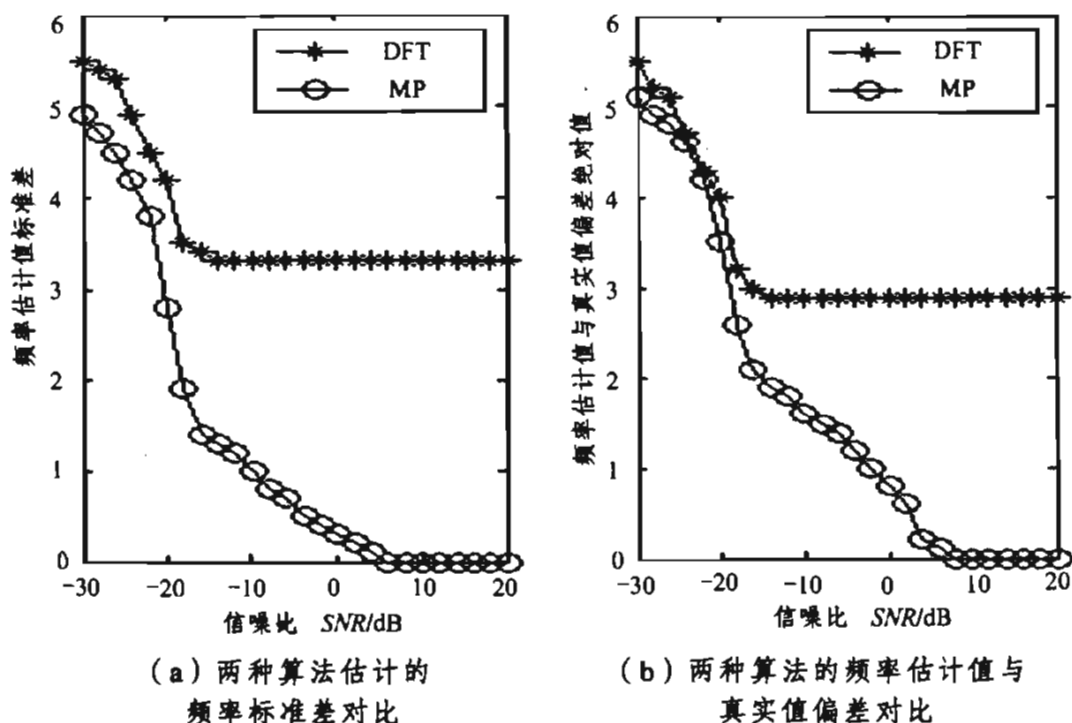 6
5
4
3
2
1
0
频率估计值标准差
DFT
MP
-30
-20
-10
0
10
20
信噪比 SNR/dB
(a)两种算法估计的
频率标准差对比
6
5
4
3
2
1
0
频率估计值与真实值偏差绝对值
DFT
MP
-30
-20
-10
0
10
20
信噪比 SNR/dB
(b)两种算法的频率估计值与
真实值偏差对比